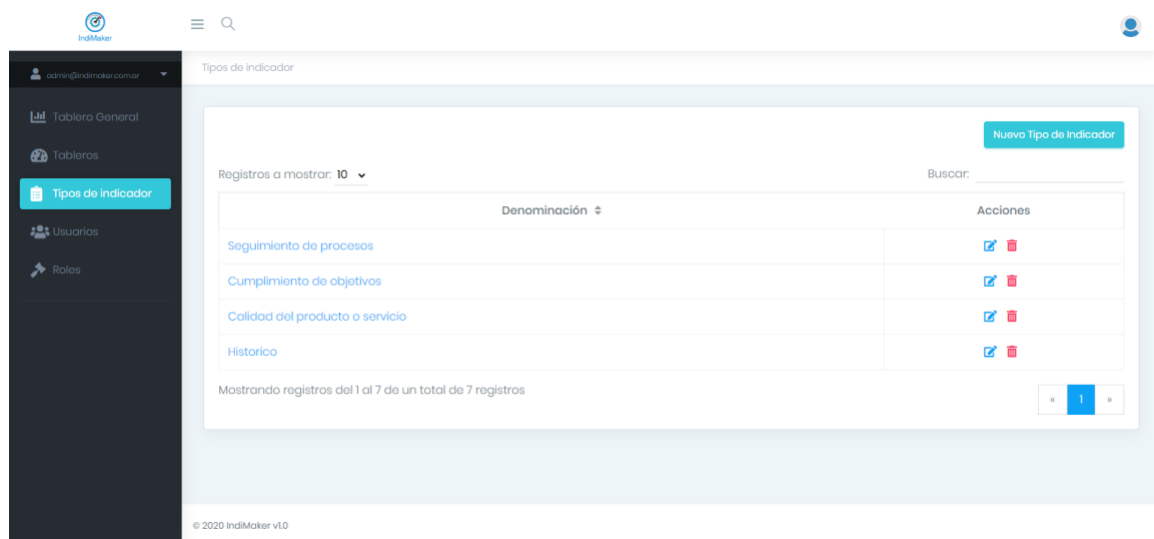 IndiMaker
admin@indimaker.com.ar
Tipos de indicador
Tablero General
Tableros
Tipos de indicador
Usuarios
Roles
Nuevo Tipo de Indicador
Registros a mostrar: 10
Buscar:
Denominación Acciones
Seguimiento de procesos
Cumplimiento de objetivos
Calidad del producto o servicio
Historico
Mostrando registros del 1 al 7 de un total de 7 registros
« 1 »
© 2020 IndiMaker v1.0